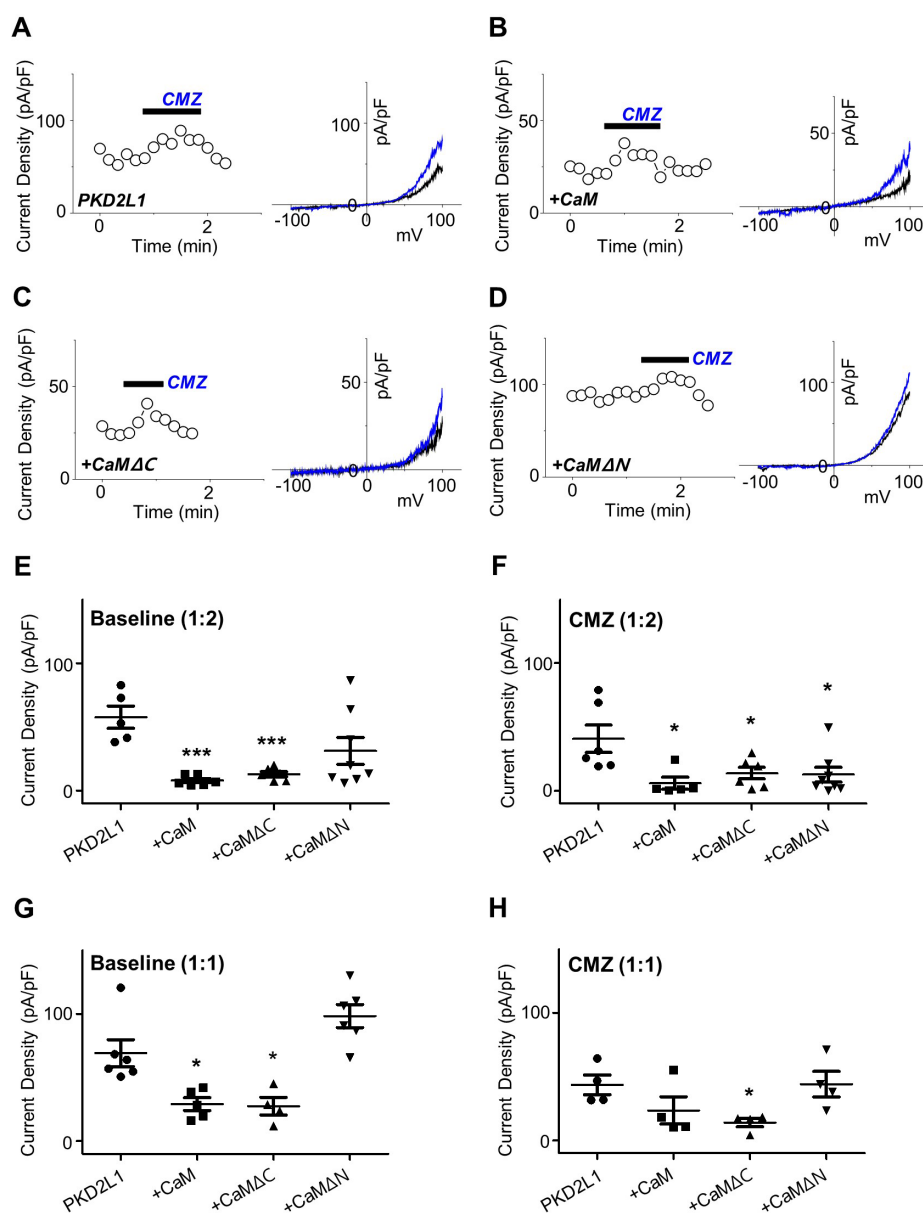 A
Current Density (pA/pF)
100
0
CMZ
PKD2L1
0
2
Time (min)
pA/pF
100
0
-100
0
100
mV
B
Current Density (pA/pF)
50
0
CMZ
+CaM
0
2
Time (min)
pA/pF
50
0
-100
0
100
mV
C
Current Density (pA/pF)
50
0
CMZ
+CaMΔC
0
2
Time (min)
pA/pF
50
0
-100
0
100
mV
D
Current Density (pA/pF)
100
0
CMZ
+CaMΔN
0
2
Time (min)
pA/pF
100
0
-100
0
100
mV
E
Baseline (1:2)
Current Density (pA/pF)
100
0
***
***
PKD2L1
+CaM
+CaMΔC
+CaMΔN
F
CMZ (1:2)
Current Density (pA/pF)
100
0
*
*
*
PKD2L1
+CaM
+CaMΔC
+CaMΔN
G
Baseline (1:1)
Current Density (pA/pF)
100
0
*
*
PKD2L1
+CaM
+CaMΔC
+CaMΔN
H
CMZ (1:1)
Current Density (pA/pF)
100
0
*
PKD2L1
+CaM
+CaMΔC
+CaMΔN